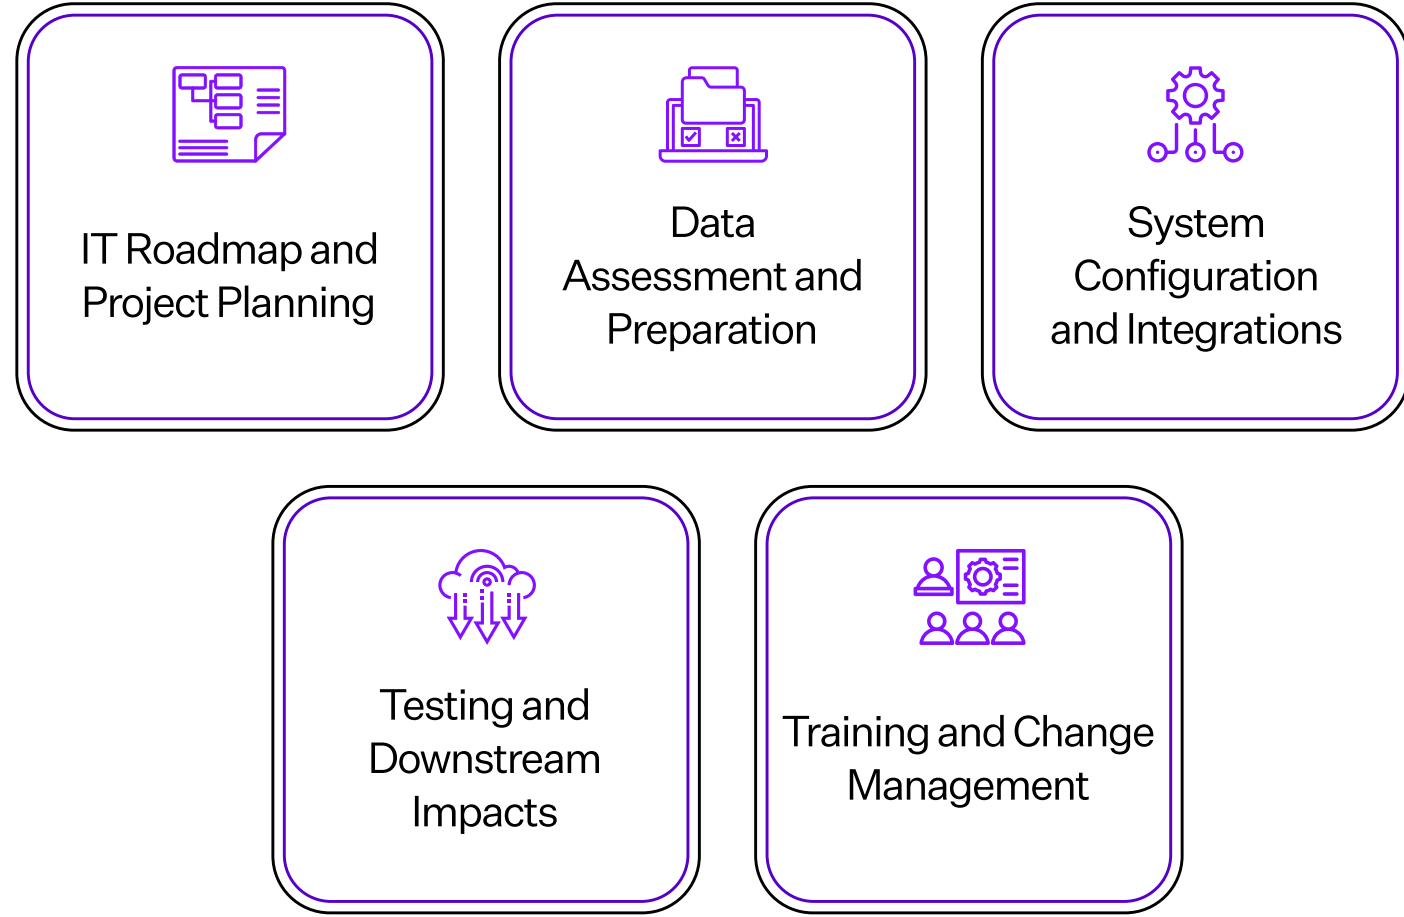 IT Roadmap and
Project Planning
Data
Assessment and
Preparation
System
Configuration
and Integrations
Testing and
Downstream
Impacts
Training and Change
Management